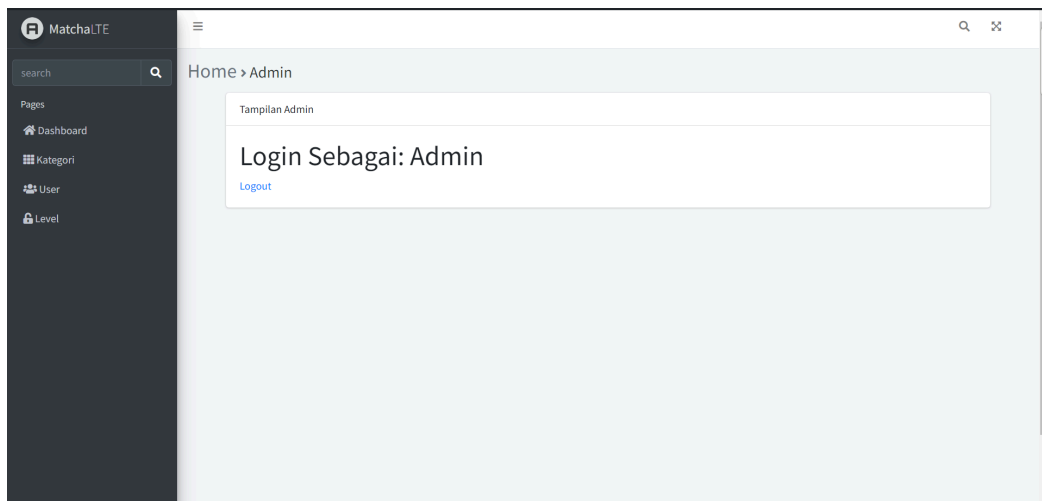 MatchaLTE
search
Pages
Dashboard
Kategori
User
Level
Home › Admin
Tampilan Admin
Login Sebagai: Admin
Logout